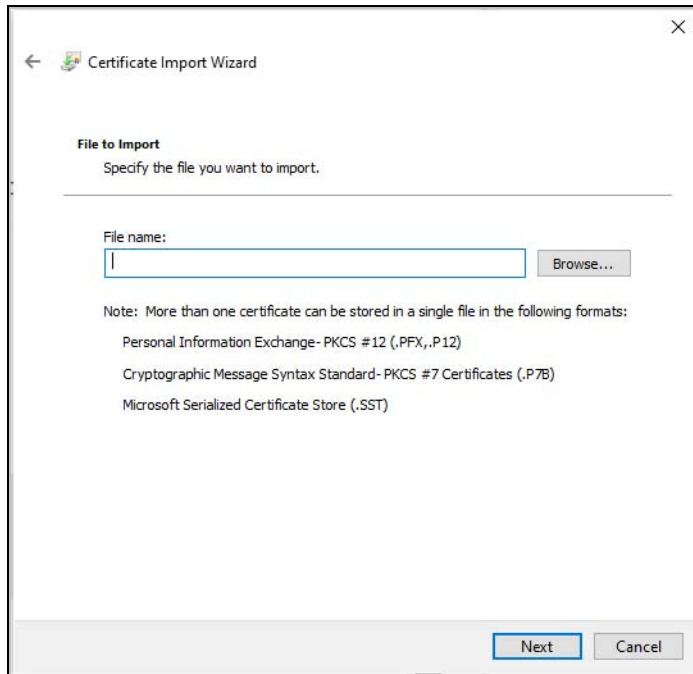 Certificate Import Wizard
File to Import
Specify the file you want to import.
File name:
Browse...
Note: More than one certificate can be stored in a single file in the following formats:
Personal Information Exchange- PKCS #12 (.PFX,.P12)
Cryptographic Message Syntax Standard- PKCS #7 Certificates (.P7B)
Microsoft Serialized Certificate Store (.SST)
Next Cancel